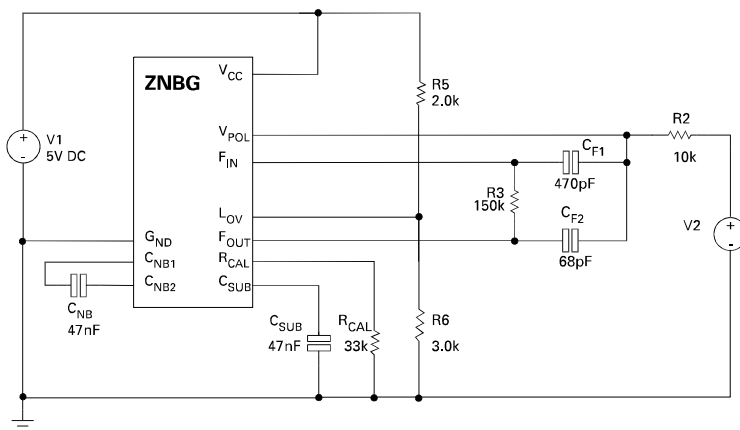 ZNBG
VCC
R5
2.0k
VPOL
R2
10k
V1
5V DC
+
-
FIN
CF1
470pF
R3
150k
LOV
CF2
V2
+
-
GND
FOUT
68pF
CNB1
RCAL
CNB2
CSUB
CNB
47nF
CSUB
47nF
RCAL
33k
R6
3.0k